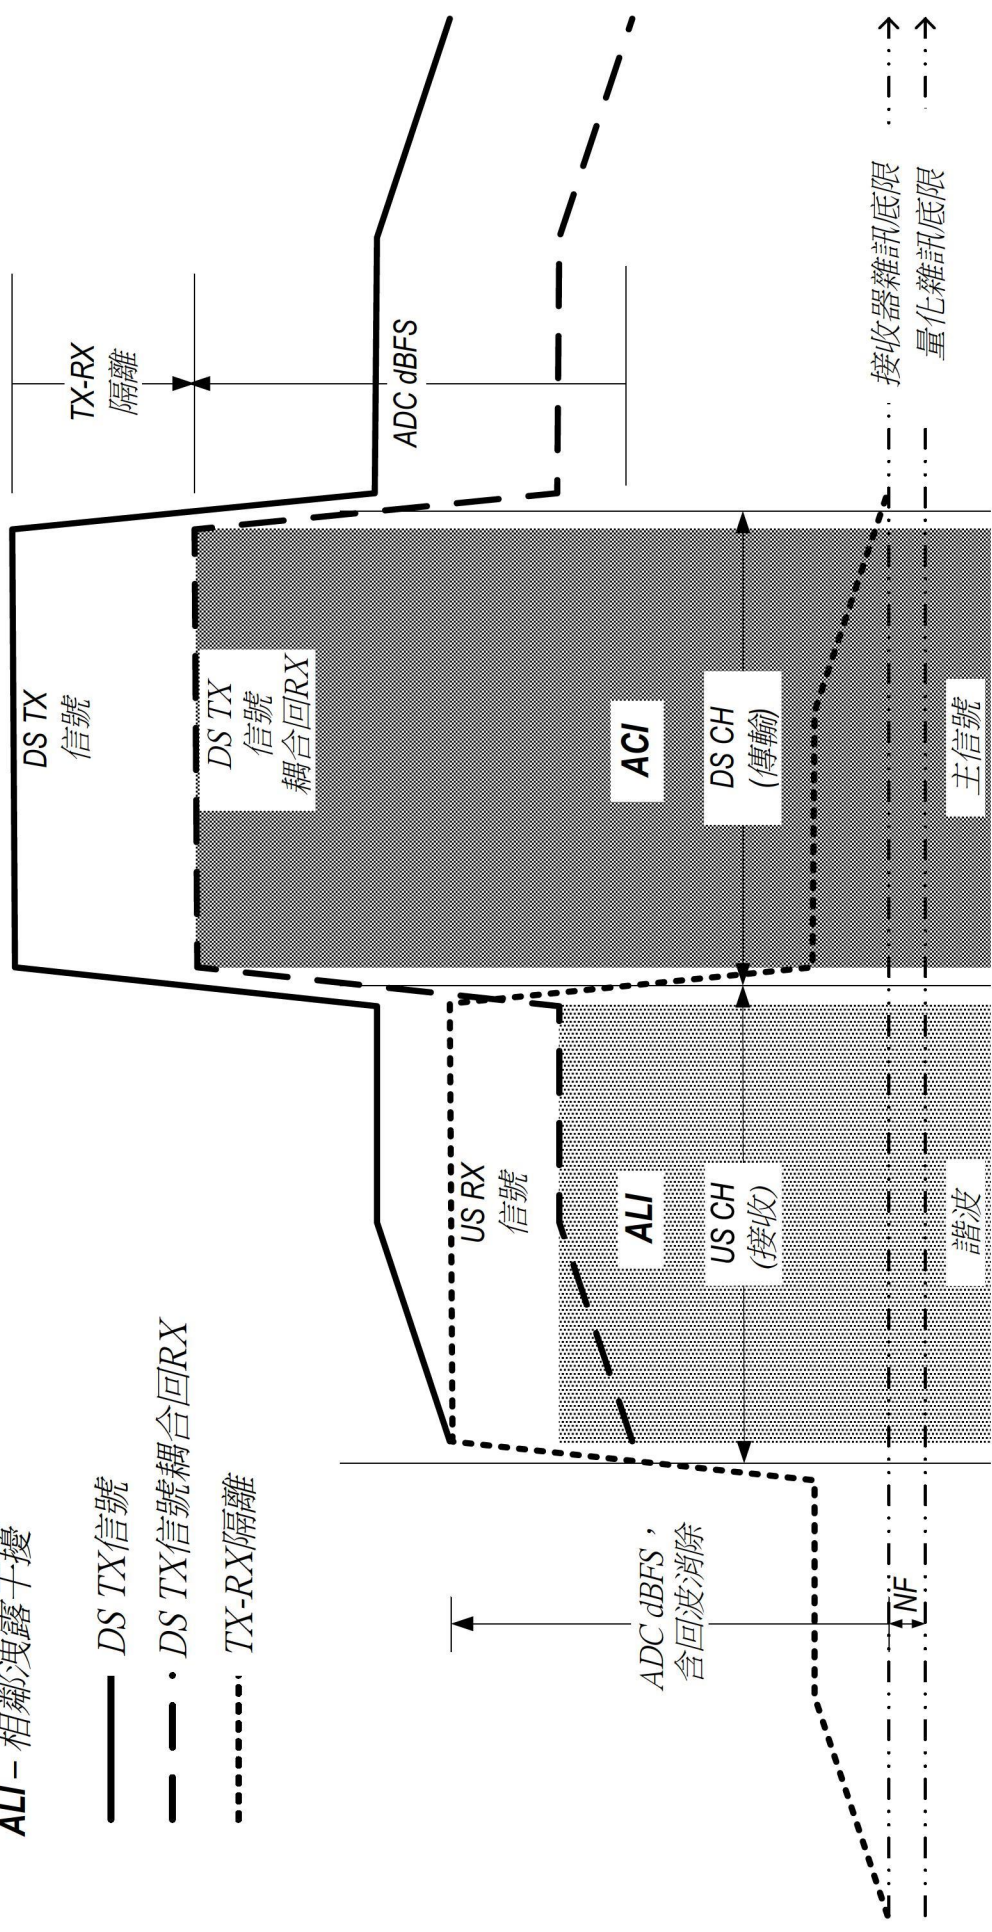 ALI – 相鄰洩露干擾
DS TX信號
DS TX信號耦合回RX
TX-RX隔離
DS TX
信號
TX-RX
隔離
DS TX
信號
耦合回RX
ADC dBFS
US RX
信號
ALI
ACI
US CH
(接收)
DS CH
(傳輸)
ADC dBFS，
含回波消除
NF
接收器雜訊底限
量化雜訊底限
諧波
主信號